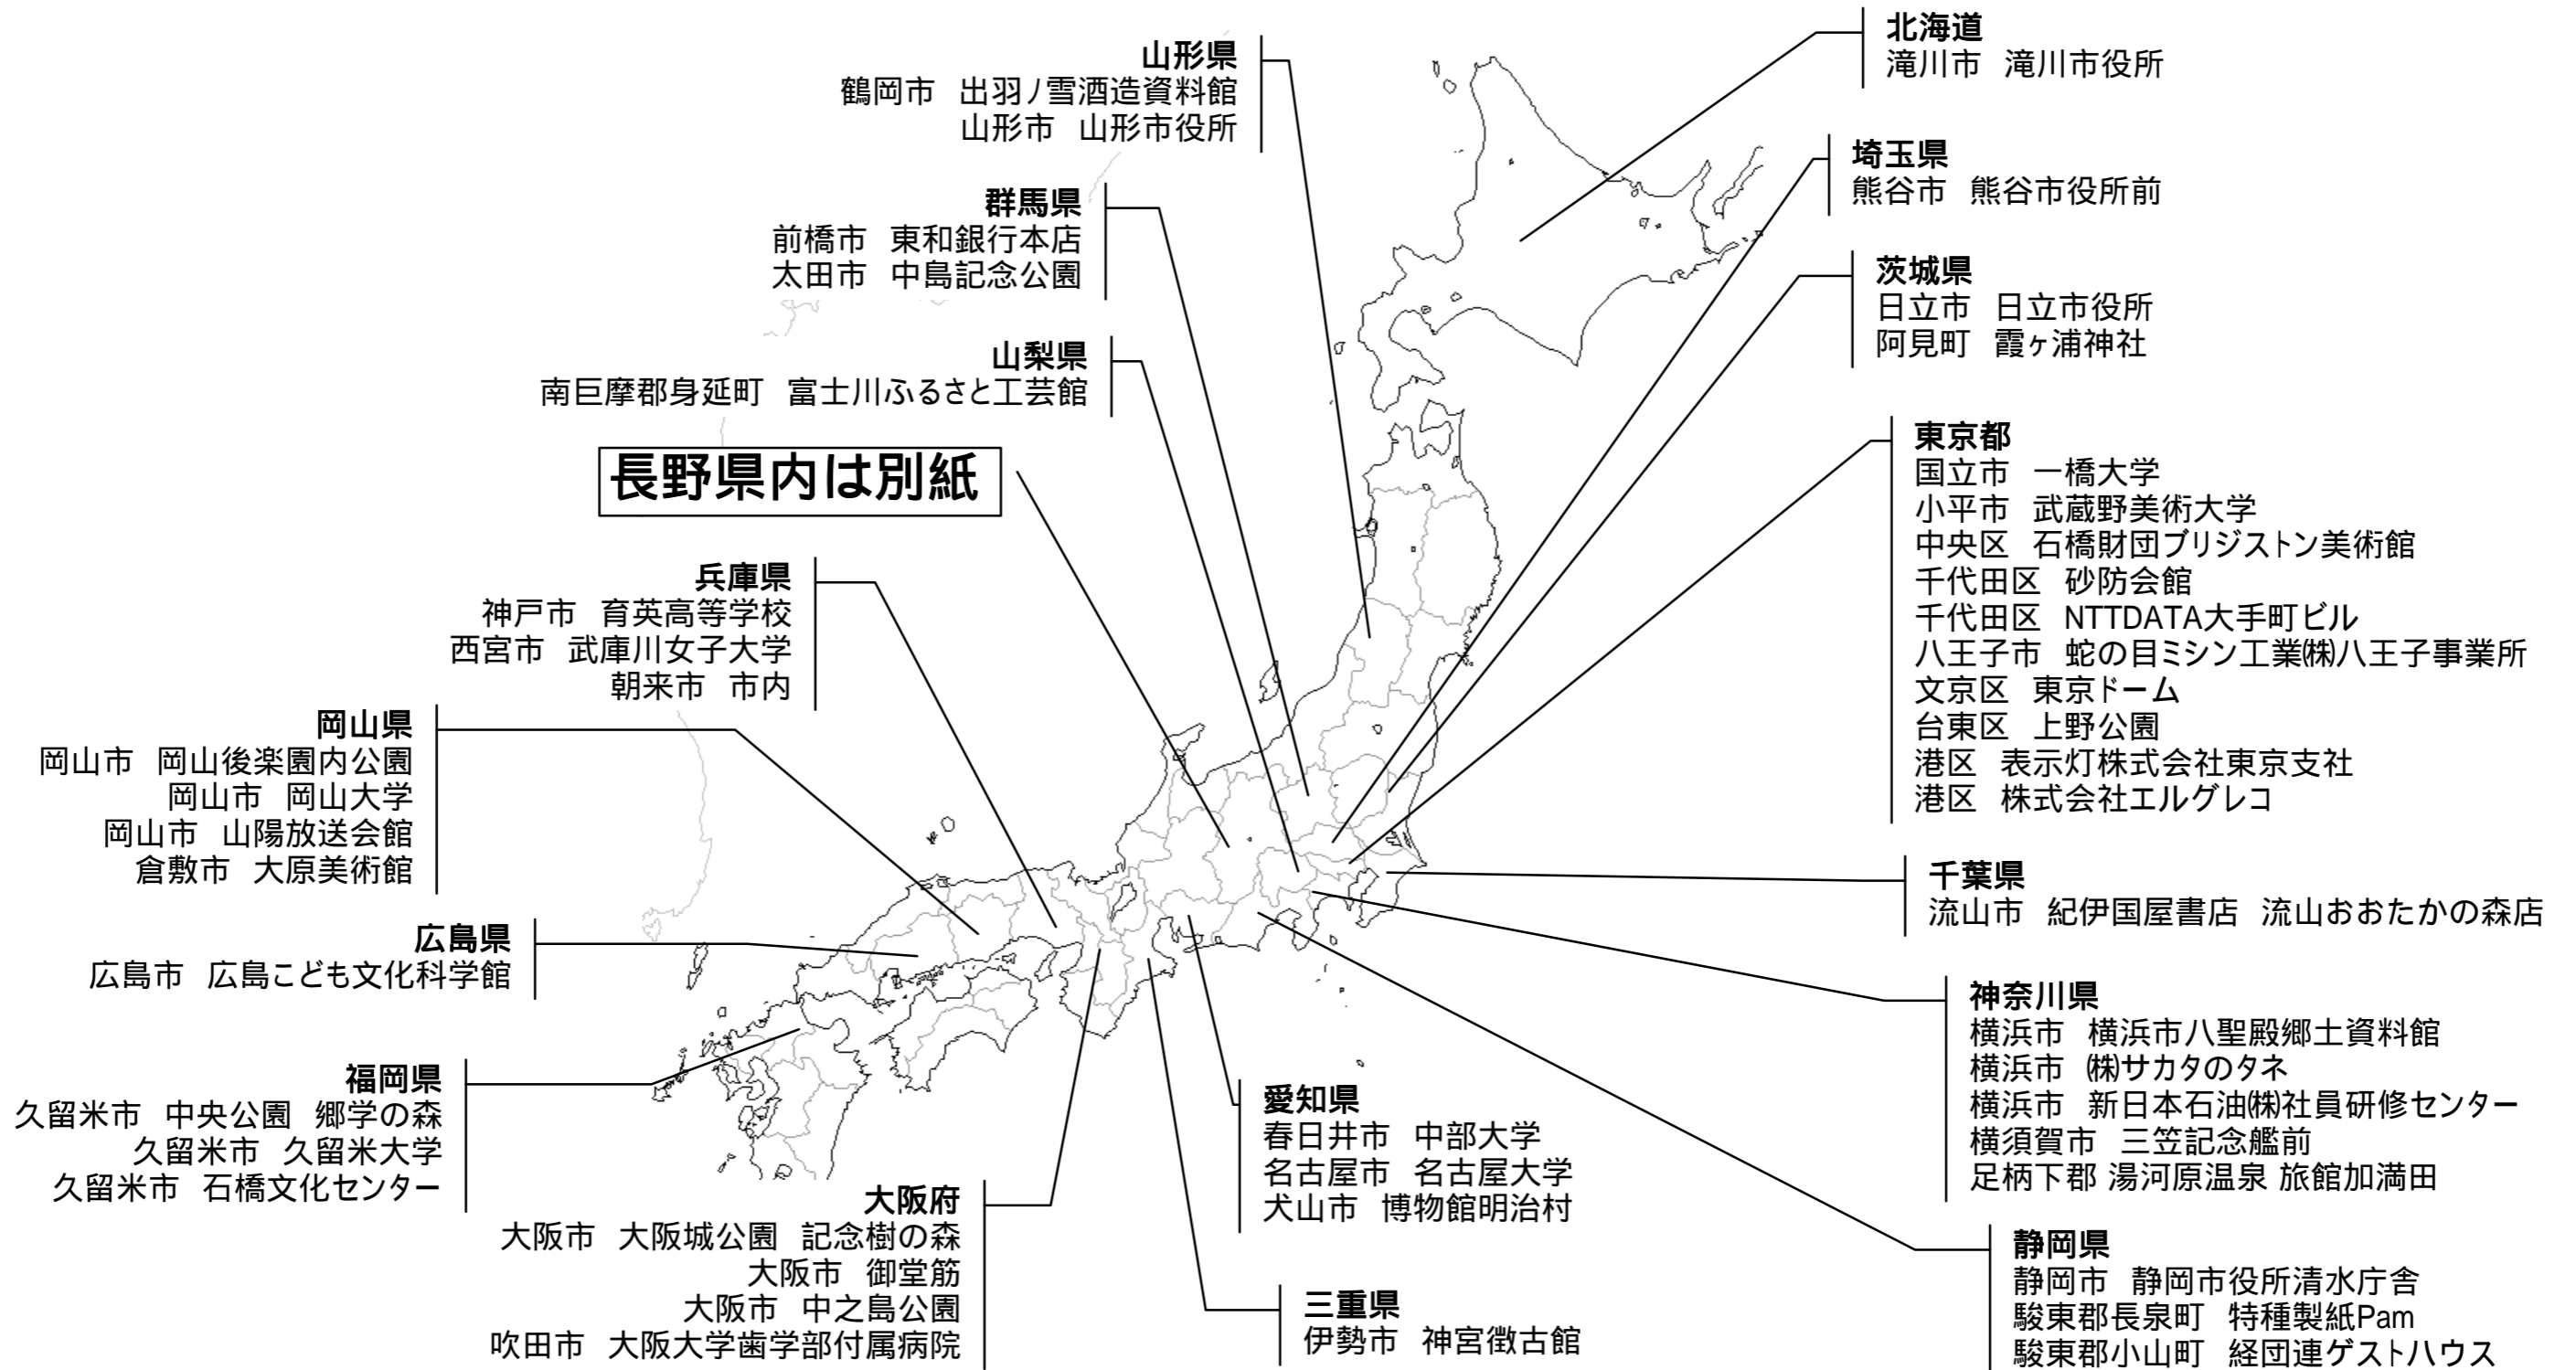 北海道
滝川市 滝川市役所
山形県
鶴岡市 出羽ノ雪酒造資料館
山形市 山形市役所
埼玉県
熊谷市 熊谷市役所前
群馬県
前橋市 東和銀行本店
太田市 中島記念公園
茨城県
日立市 日立市役所
阿見町 霞ヶ浦神社
山梨県
南巨摩郡身延町 富士川ふるさと工芸館
長野県内は別紙
東京都
国立市 一橋大学
小平市 武蔵野美術大学
中央区 石橋財団ブリジストン美術館
千代田区 砂防会館
千代田区 NTTDATA大手町ビル
八王子市 蛇の目ミシン工業㈱八王子事業所
文京区 東京ドーム
台東区 上野公園
港区 表示灯株式会社東京支社
港区 株式会社エルグレコ
兵庫県
神戸市 育英高等学校
西宮市 武庫川女子大学
朝来市 市内
岡山県
岡山市 岡山後楽園内公園
岡山市 岡山大学
岡山市 山陽放送会館
倉敷市 大原美術館
千葉県
流山市 紀伊国屋書店 流山おおたかの森店
広島県
広島市 広島こども文化科学館
神奈川県
横浜市 横浜市八聖殿郷土資料館
横浜市 ㈱サカタのタネ
横浜市 新日本石油㈱社員研修センター
横須賀市 三笠記念艦前
足柄下郡 湯河原温泉 旅館加満田
福岡県
久留米市 中央公園 郷学の森
久留米市 久留米大学
久留米市 石橋文化センター
愛知県
春日井市 中部大学
名古屋市 名古屋大学
犬山市 博物館明治村
大阪府
大阪市 大阪城公園 記念樹の森
大阪市 御堂筋
大阪市 中之島公園
吹田市 大阪大学歯学部付属病院
三重県
伊勢市 神宮徴古館
静岡県
静岡市 静岡市役所清水庁舎
駿東郡長泉町 特種製紙Pam
駿東郡小山町 経団連ゲストハウス